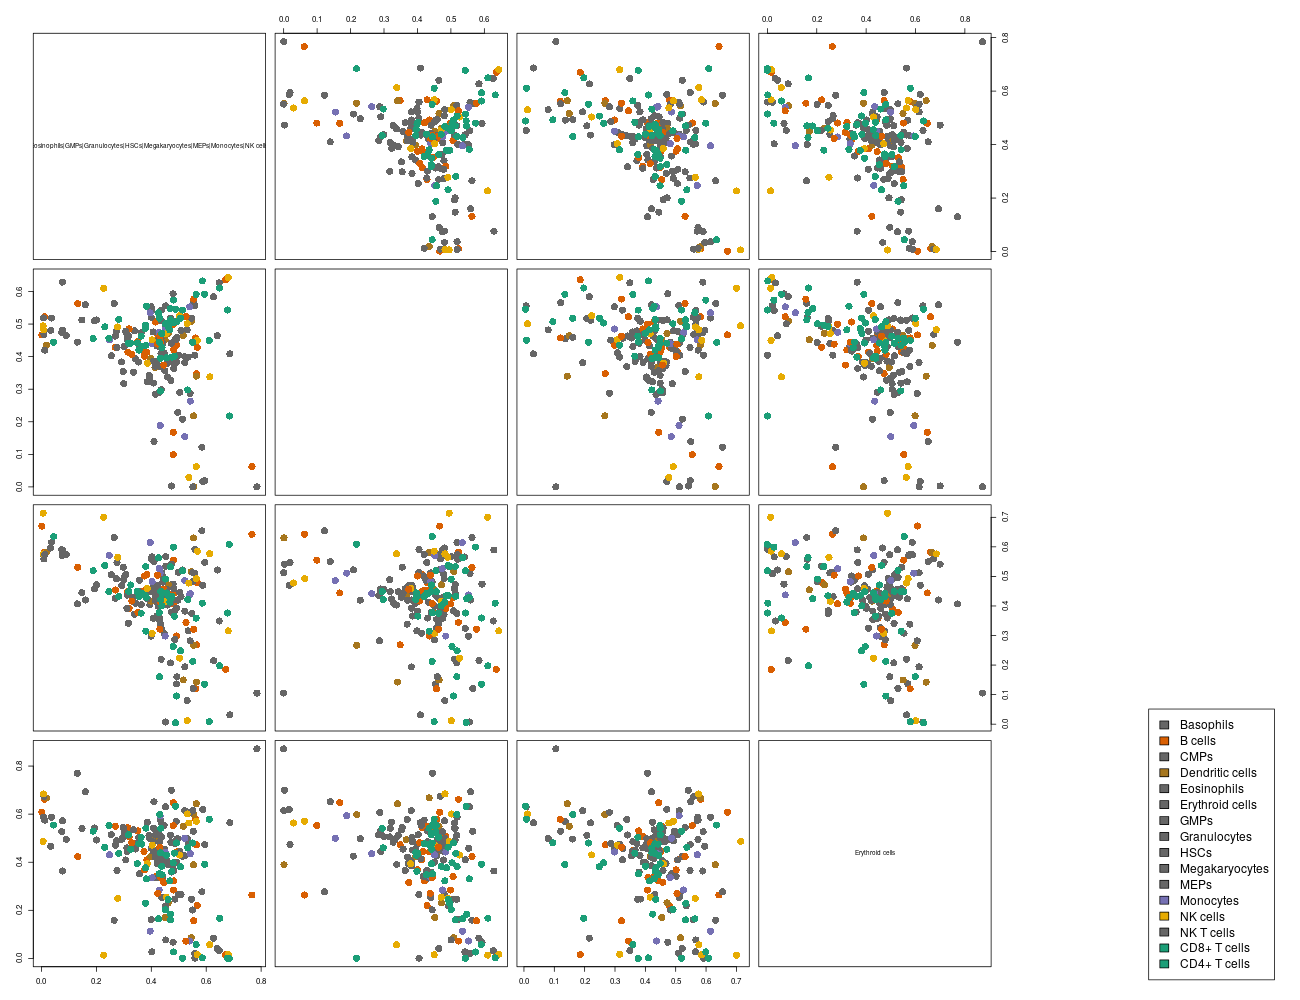 0.0 0.1 0.2 0.3 0.4 0.5 0.6
0.0 0.2 0.4 0.6 0.8
osinophils|GMPs|Granulocytes|HSCs|Megakaryocytes|MEPs|Monocytes|NK cell
0.8
0.6
0.4
0.2
0.0
0.6
0.5
0.4
0.3
0.2
0.1
0.0
0.7
0.6
0.5
0.4
0.3
0.2
0.1
0.0
0.8
0.6
0.4
0.2
0.0
Erythroid cells
0.0 0.2 0.4 0.6 0.8
0.0 0.1 0.2 0.3 0.4 0.5 0.6 0.7
Basophils
B cells
CMPs
Dendritic cells
Eosinophils
Erythroid cells
GMPs
Granulocytes
HSCs
Megakaryocytes
MEPs
Monocytes
NK cells
NK T cells
CD8+ T cells
CD4+ T cells